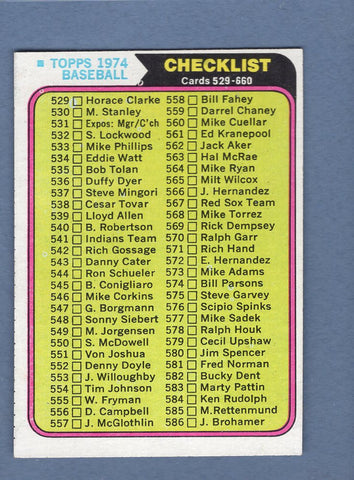 TOPPS 1974
BASEBALL
CHECKLIST
Cards 529-660
529 Horace Clarke
530 M. Stanley
531 Expos: Mgr/C'ch
532 S. Lockwood
533 Mike Phillips
534 Eddie Watt
535 Bob Tolan
536 Duffy Dyer
537 Steve Mingori
538 Cesar Tovar
539 Lloyd Allen
540 B. Robertson
541 Indians Team
542 Rich Gossage
543 Danny Cater
544 Ron Schueler
545 B. Conigliaro
546 Mike Corkins
547 G. Borgmann
548 Sonny Siebert
549 M. Jorgensen
550 S. McDowell
551 Von Joshua
552 Denny Doyle
553 J. Willoughby
554 Tim Johnson
555 W. Fryman
556 D. Campbell
557 J. McGlothlin
558 Bill Fahey
559 Darrel Chaney
560 Mike Cuellar
561 Ed Kranepool
562 Jack Aker
563 Hal McRae
564 Mike Ryan
565 Milt Wilcox
566 J. Hernandez
567 Red Sox Team
568 Mike Torrez
569 Rick Dempsey
570 Ralph Garr
571 Rich Hand
572 E. Hernandez
573 Mike Adams
574 Bill Parsons
575 Steve Garvey
576 Scipio Spinks
577 Mike Sadek
578 Ralph Houk
579 Cecil Upshaw
580 Jim Spencer
581 Fred Norman
582 Bucky Dent
583 Marty Pattin
584 Ken Rudolph
585 M.Rettenmund
586 J. Brohamer